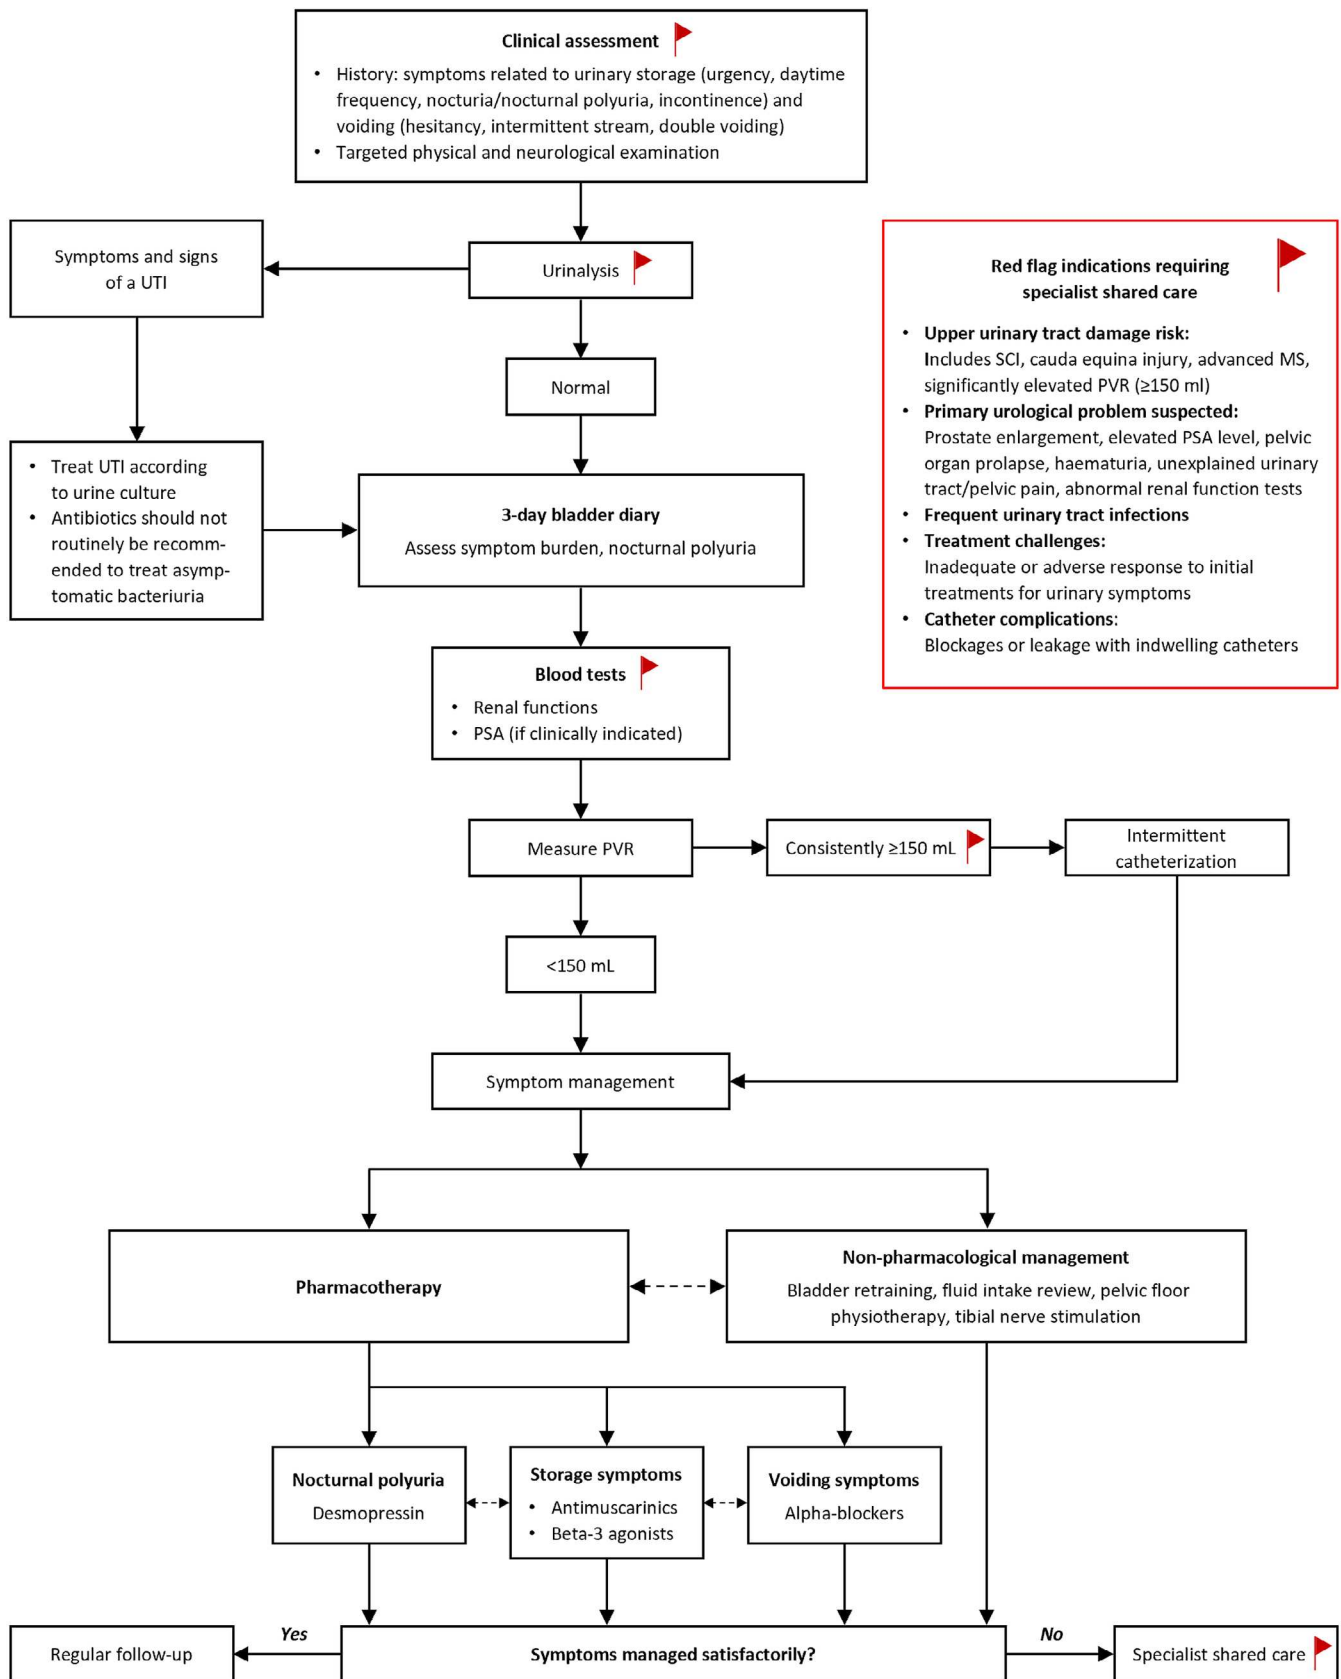 Clinical assessment
• History: symptoms related to urinary storage (urgency, daytime
frequency, nocturia/nocturnal polyuria, incontinence) and
voiding (hesitancy, intermittent stream, double voiding)
• Targeted physical and neurological examination
Symptoms and signs
of a UTI
Urinalysis
Normal
• Treat UTI according
to urine culture
• Antibiotics should not
routinely be recomm-
ended to treat asymp-
tomatic bacteriuria
3-day bladder diary
Assess symptom burden, nocturnal polyuria
Red flag indications requiring
specialist shared care
• Upper urinary tract damage risk:
Includes SCI, cauda equina injury, advanced MS,
significantly elevated PVR (≥150 ml)
• Primary urological problem suspected:
Prostate enlargement, elevated PSA level, pelvic
organ prolapse, haematuria, unexplained urinary
tract/pelvic pain, abnormal renal function tests
• Frequent urinary tract infections
• Treatment challenges:
Inadequate or adverse response to initial
treatments for urinary symptoms
• Catheter complications:
Blockages or leakage with indwelling catheters
Blood tests
• Renal functions
• PSA (if clinically indicated)
Measure PVR
Consistently ≥150 mL
Intermittent
catheterization
<150 mL
Symptom management
Pharmacotherapy
Non-pharmacological management
Bladder retraining, fluid intake review, pelvic floor
physiotherapy, tibial nerve stimulation
Nocturnal polyuria
Desmopressin
Storage symptoms
• Antimuscarinics
• Beta-3 agonists
Voiding symptoms
Alpha-blockers
Regular follow-up
Yes
Symptoms managed satisfactorily?
No
Specialist shared care